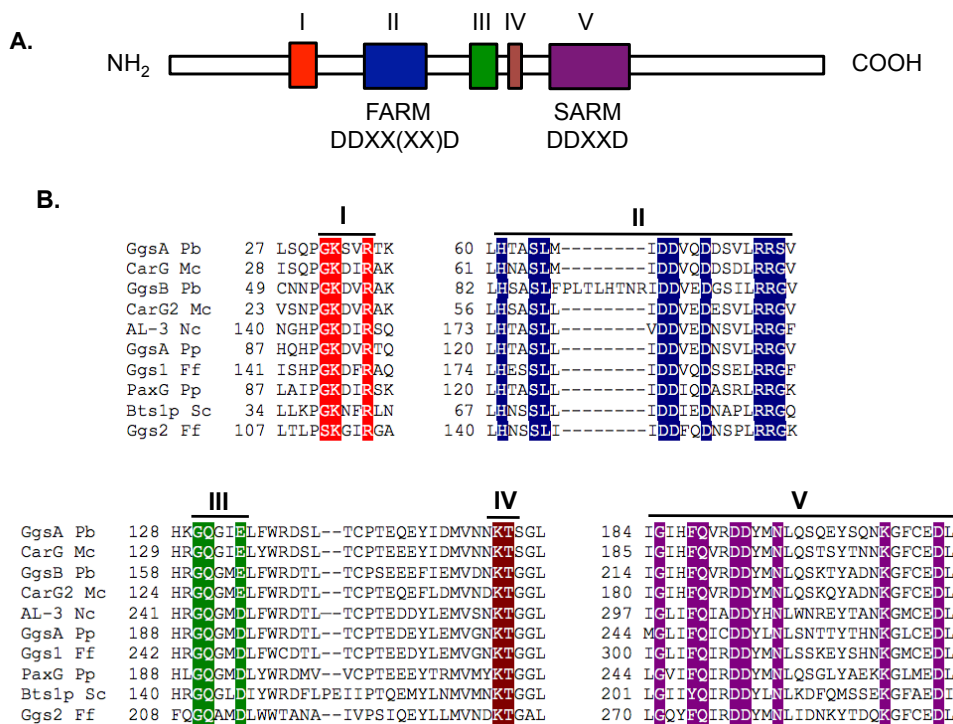 A.
I II III IV V
NH2 COOH
FARM SARM
DDXX(XX)D DDXXD
B.
I II
GgsA Pb 27 LSQPGKSVRTK 60 LHTASLM--------IDDVQDDSVLRRSV
CarG Mc 28 ISQPGKDIRAK 61 LHNASLM--------IDDVQDDSDLRRGV
GgsB Pb 49 CNNPGKDVRAK 82 LHSASLFPLTLHTNRIDDVEDGSILRRGV
CarG2 Mc 23 VSNPGKDVRAK 56 LHSASLL--------IDDVEDESVLRRGV
AL-3 Nc 140 NGHPGKDIRSQ 173 LHTASLL--------VDDVEDNSVLRRGF
GgsA Pp 87 HQHPGKDVRTQ 120 LHTASLL--------IDDVEDNSVLRRGV
Ggs1 Ff 141 ISHPGKDFRAQ 174 LHESSLL--------IDDVQDSSELRRGF
PaxG Pp 87 LAIPGKDIRSK 120 LHTASLL--------IDDIQDASRLRRGK
Bts1p Sc 34 LLKPGKNFRLN 67 LHNSSLL--------IDDIEDNAPLRRGQ
Ggs2 Ff 107 LTLPSKGIRGA 140 LHNSSLI--------IDDFQDNSPLRRGK
III IV V
GgsA Pb 128 HKGQGIELFWRDSL--TCPTEQEYIDMVNNKTSGL 184 IGIHFQVRDDYMNLQSQEYSQNKGFCEDL
CarG Mc 129 HRGQGIELFWRDSL--TCPTEQEYVDMVNNKTSGL 185 IGIHFQVRDDYMNLQSTSYTNNKGFCEDL
GgsB Pb 158 HRGQGMELFWRDTL--TCPSEEEFIEMVDNKTGGL 214 IGIHFQVRDDYMNLQSKTYADNKGFCEDL
CarG2 Mc 124 HRGQGMELFWRDTL--TCPTEQEFLDMVNDKTGGL 180 IGIHFQVRDDYMNLQSKQYADNKGFCEDL
AL-3 Nc 241 HRGQGMDLFWRDTL--TCPTEDDYLEMVSNKTGGL 297 IGLIFQIRDDYHNLWNREYTANKGMCEDL
GgsA Pp 188 HRGQGMDLFWRDTL--TCPTEDEYLEMVGNKTGGL 244 MGLIFQICDDYLNLSNTTYTHNKGLCEDL
Ggs1 Ff 242 HRGQGMDLFWCDTL--TCPTEDEYLEMVGNKTGGL 300 IGLIFQIRDDYMNLSSKEYSHNKGMCEDL
PaxG Pp 188 HLGQGMDLFWRDMV--VCPTEEEYTRMVMYKTGGL 244 LGVIFQIRDDYMNLQSGLYAEKKGLMEDL
Bts1p Sc 140 HRGQGLDIYWRDFLPEIIPTQEMYLNMVMNKTGGL 201 LGIIYQIRDDYLNLKDFQMSSEKGFAEDI
Ggs2 Ff 208 FQGQAMDLWWTANA--IVPSIQEYLLMVNDKTGAL 270 LGQYFQIRDDYMNLTDNKYTDQKGFCEDL